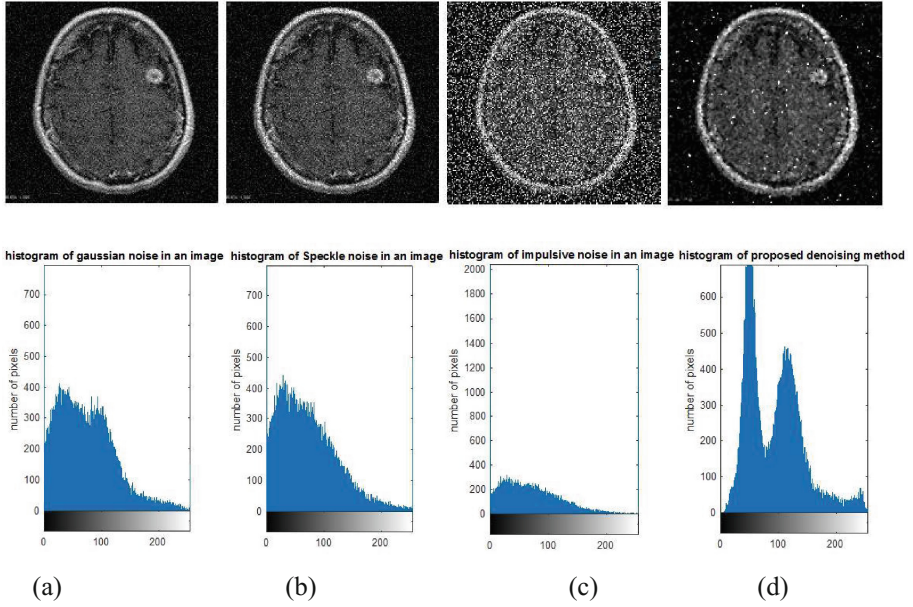 histogram of gaussian noise in an image
histogram of Speckle noise in an image
histogram of impulsive noise in an image
histogram of proposed denoising method
number of pixels
700
600
500
400
300
200
100
0
0 100 200
number of pixels
700
600
500
400
300
200
100
0
0 100 200
number of pixels
2000
1800
1600
1400
1200
1000
800
600
400
200
0
0 100 200
number of pixels
600
500
400
300
200
100
0
0 100 200
(a) (b) (c) (d)